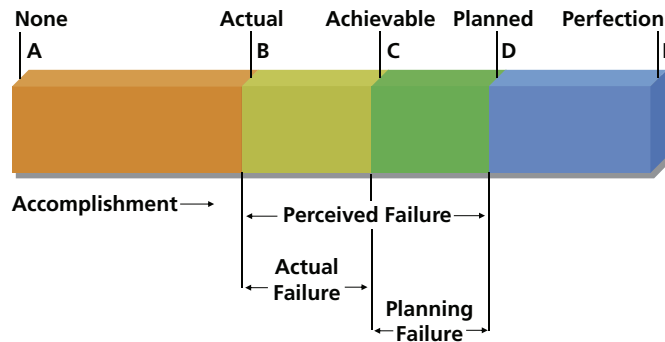 None Actual Achievable Planned Perfection
A B C D
Accomplishment
Perceived Failure
Actual
Failure
Planning
Failure